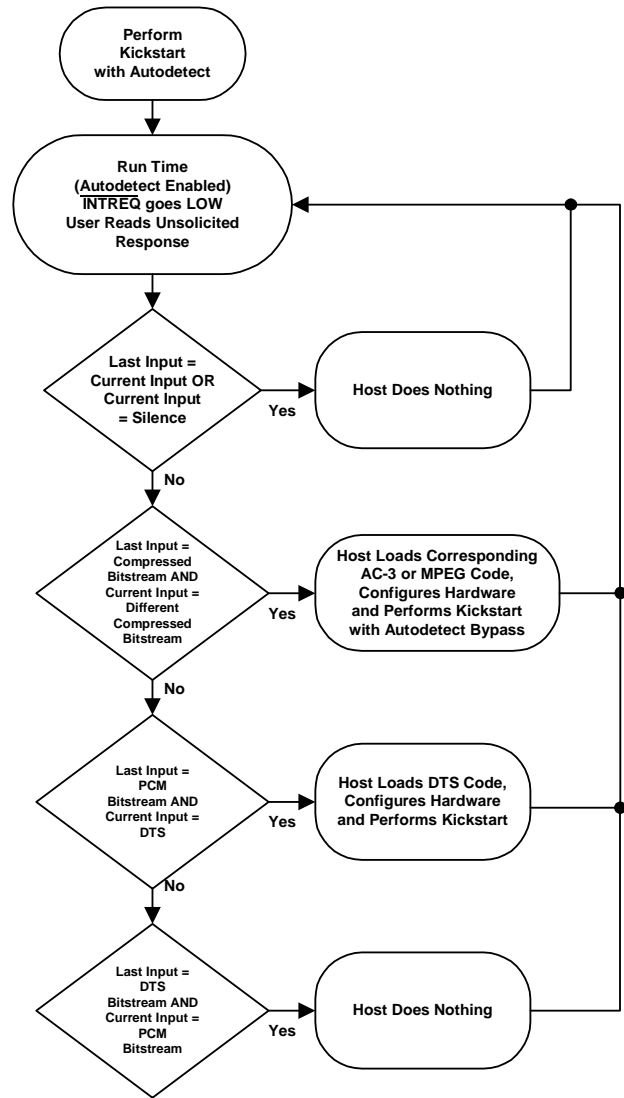 Perform
Kickstart
with Autodetect
Run Time
(Autodetect Enabled)
INTREQ goes LOW
User Reads Unsolicited
Response
Last Input =
Current Input OR
Current Input
= Silence
Yes
Host Does Nothing
No
Last Input =
Compressed
Bitstream AND
Current Input =
Different
Compressed
Bitstream
Yes
Host Loads Corresponding
AC-3 or MPEG Code,
Configures Hardware
and Performs Kickstart
with Autodetect Bypass
No
Last Input =
PCM
Bitstream AND
Current Input =
DTS
Yes
Host Loads DTS Code,
Configures Hardware
and Performs Kickstart
No
Last Input =
DTS
Bitstream AND
Current Input =
PCM
Bitstream
Yes
Host Does Nothing